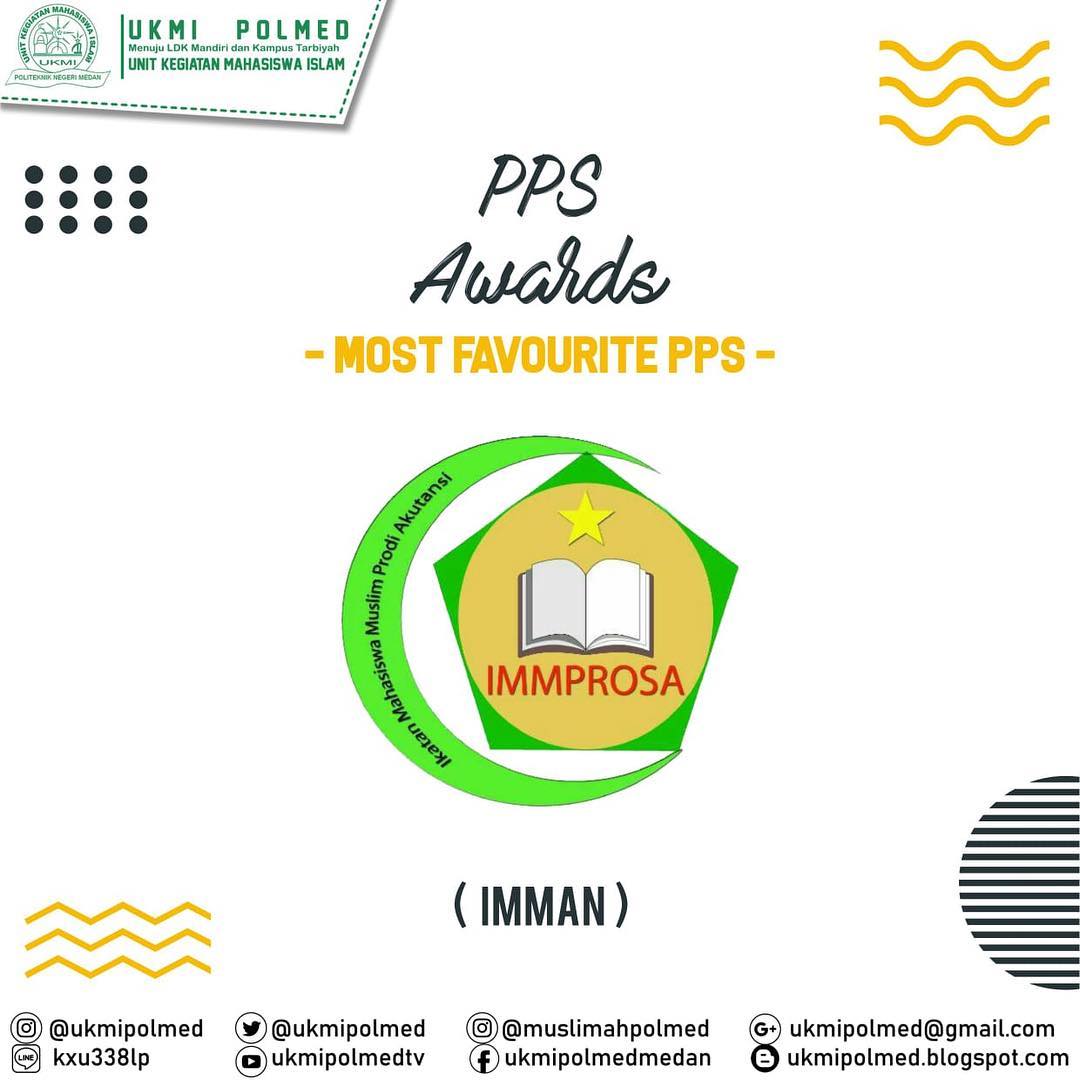 UNIT KEGIATAN MAHASISWA ISLAM
UKMI
POLITEKNIK NEGERI MEDAN
UKMI POLMED
Menuju LDK Mandiri dan Kampus Tarbiyah
UNIT KEGIATAN MAHASISWA ISLAM
PPS
Awards
- MOST FAVOURITE PPS -
Ikatan Mahasiswa Muslim Prodi Akutansi
IMMPROSA
( IMMAN )
@ukmipolmed
@ukmipolmed
@muslimahpolmed
G+ ukmipolmed@gmail.com
LINE kxu338lp
ukmipolmedtv
ukmipolmedmedan
ukmipolmed.blogspot.com